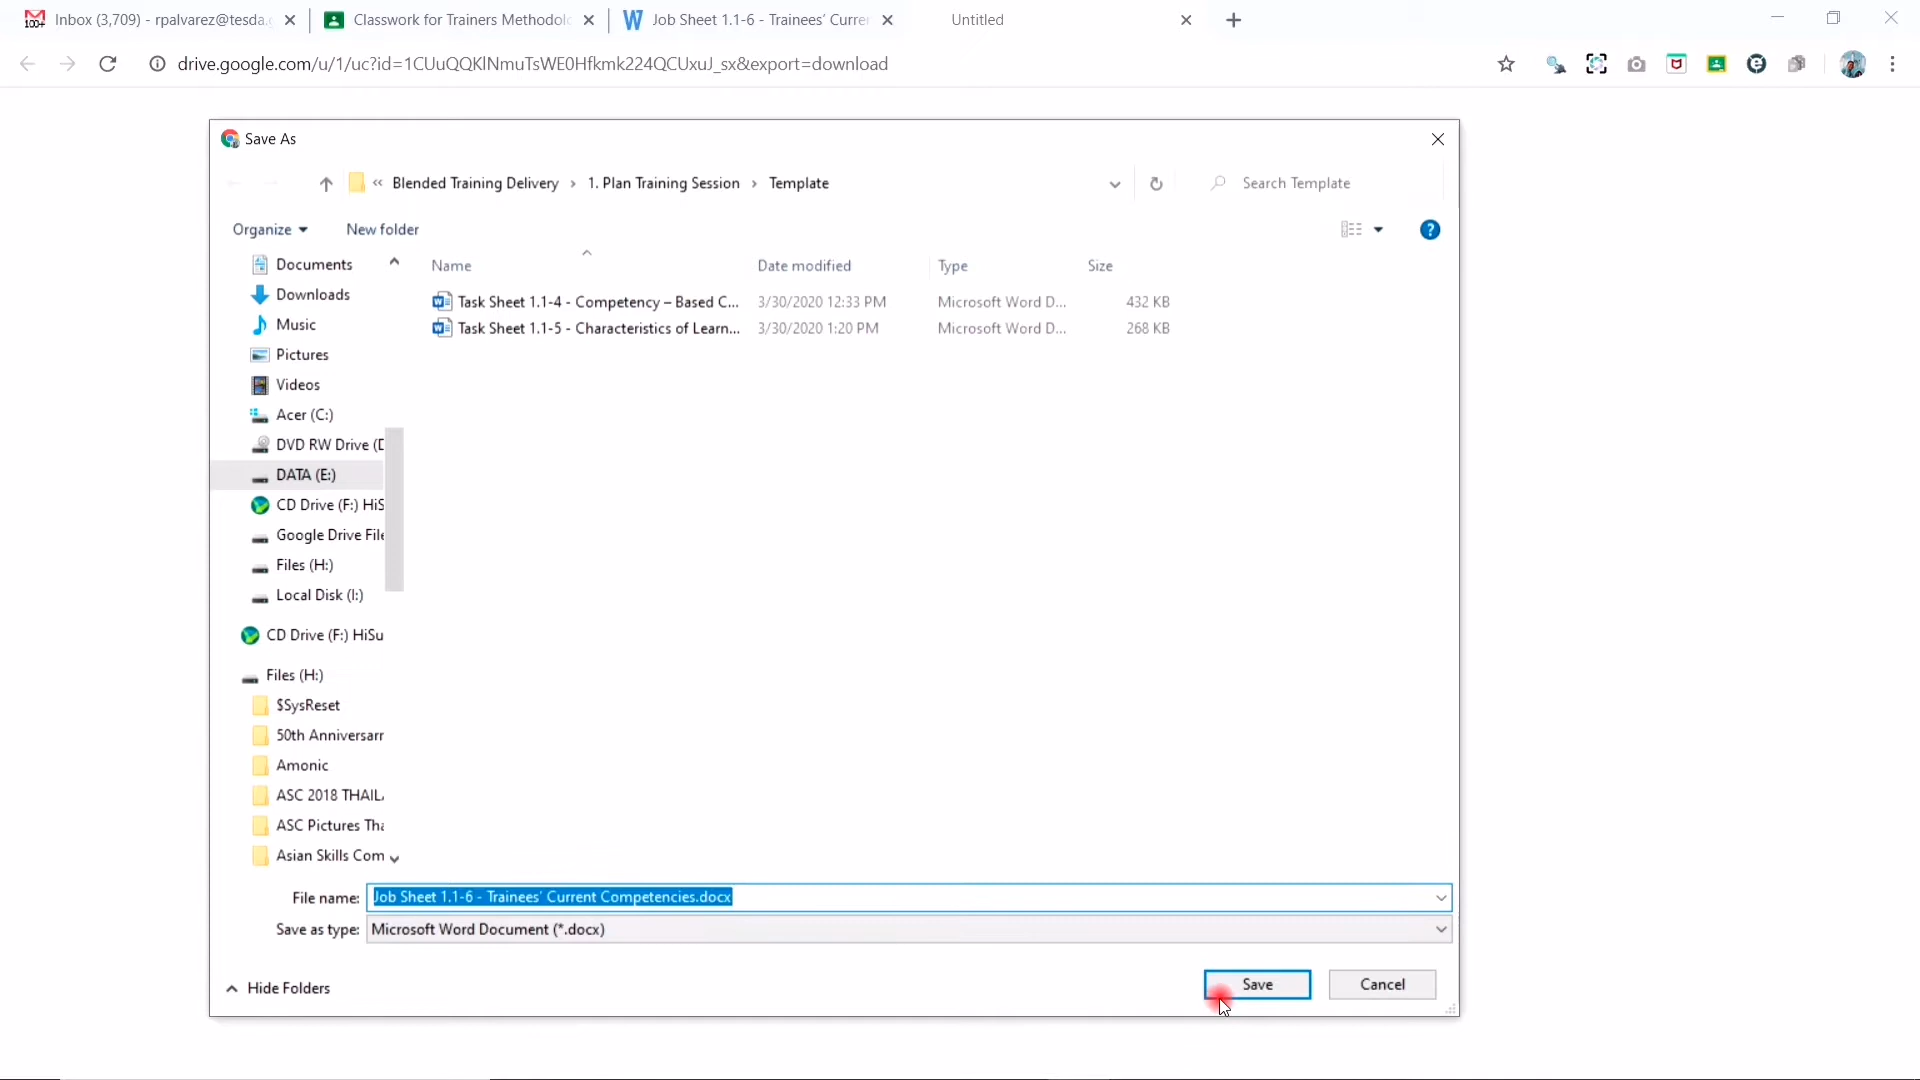 100+ Inbox (3,709) - rpalvarez@tesda.g
Classwork for Trainers Methodolo
Job Sheet 1.1-6 - Trainees' Curren
Untitled
drive.google.com/u/1/uc?id=1CUuQQKlNmuTsWE0Hfkmk224QCUxuJ_sx&export=download
Save As
« Blended Training Delivery › 1. Plan Training Session › Template
Search Template
Organize
New folder
Name
Date modified
Type
Size
Task Sheet 1.1-4 - Competency – Based C... 3/30/2020 12:33 PM Microsoft Word D... 432 KB
Task Sheet 1.1-5 - Characteristics of Learn... 3/30/2020 1:20 PM Microsoft Word D... 268 KB
Documents
Downloads
Music
Pictures
Videos
Acer (C:)
DVD RW Drive (D
DATA (E:)
CD Drive (F:) HiS
Google Drive File
Files (H:)
Local Disk (I:)
CD Drive (F:) HiSu
Files (H:)
$SysReset
50th Anniversarr
Amonic
ASC 2018 THAILA
ASC Pictures Tha
Asian Skills Com
File name: Job Sheet 1.1-6 - Trainees' Current Competencies.docx
Save as type: Microsoft Word Document (*.docx)
Hide Folders
Save
Cancel